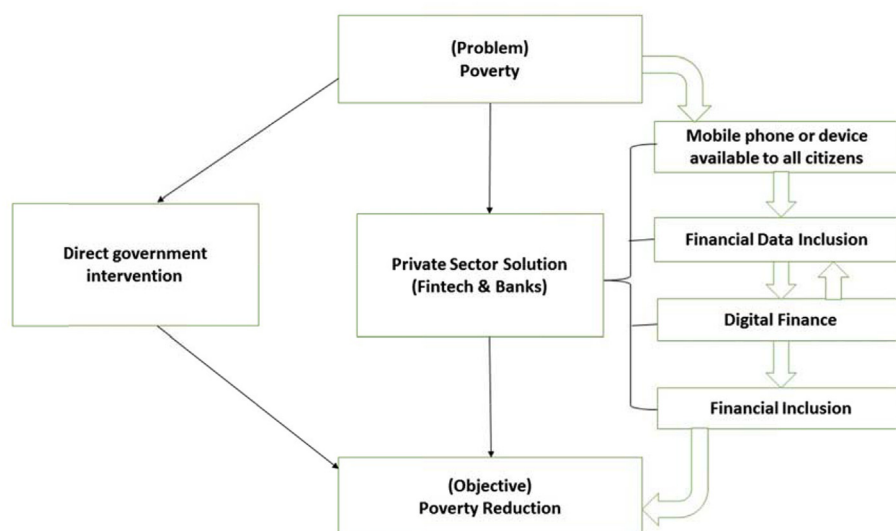 (Problem)
Poverty
Mobile phone or device
available to all citizens
Direct government
intervention
Private Sector Solution
(Fintech & Banks)
Financial Data Inclusion
Digital Finance
Financial Inclusion
(Objective)
Poverty Reduction